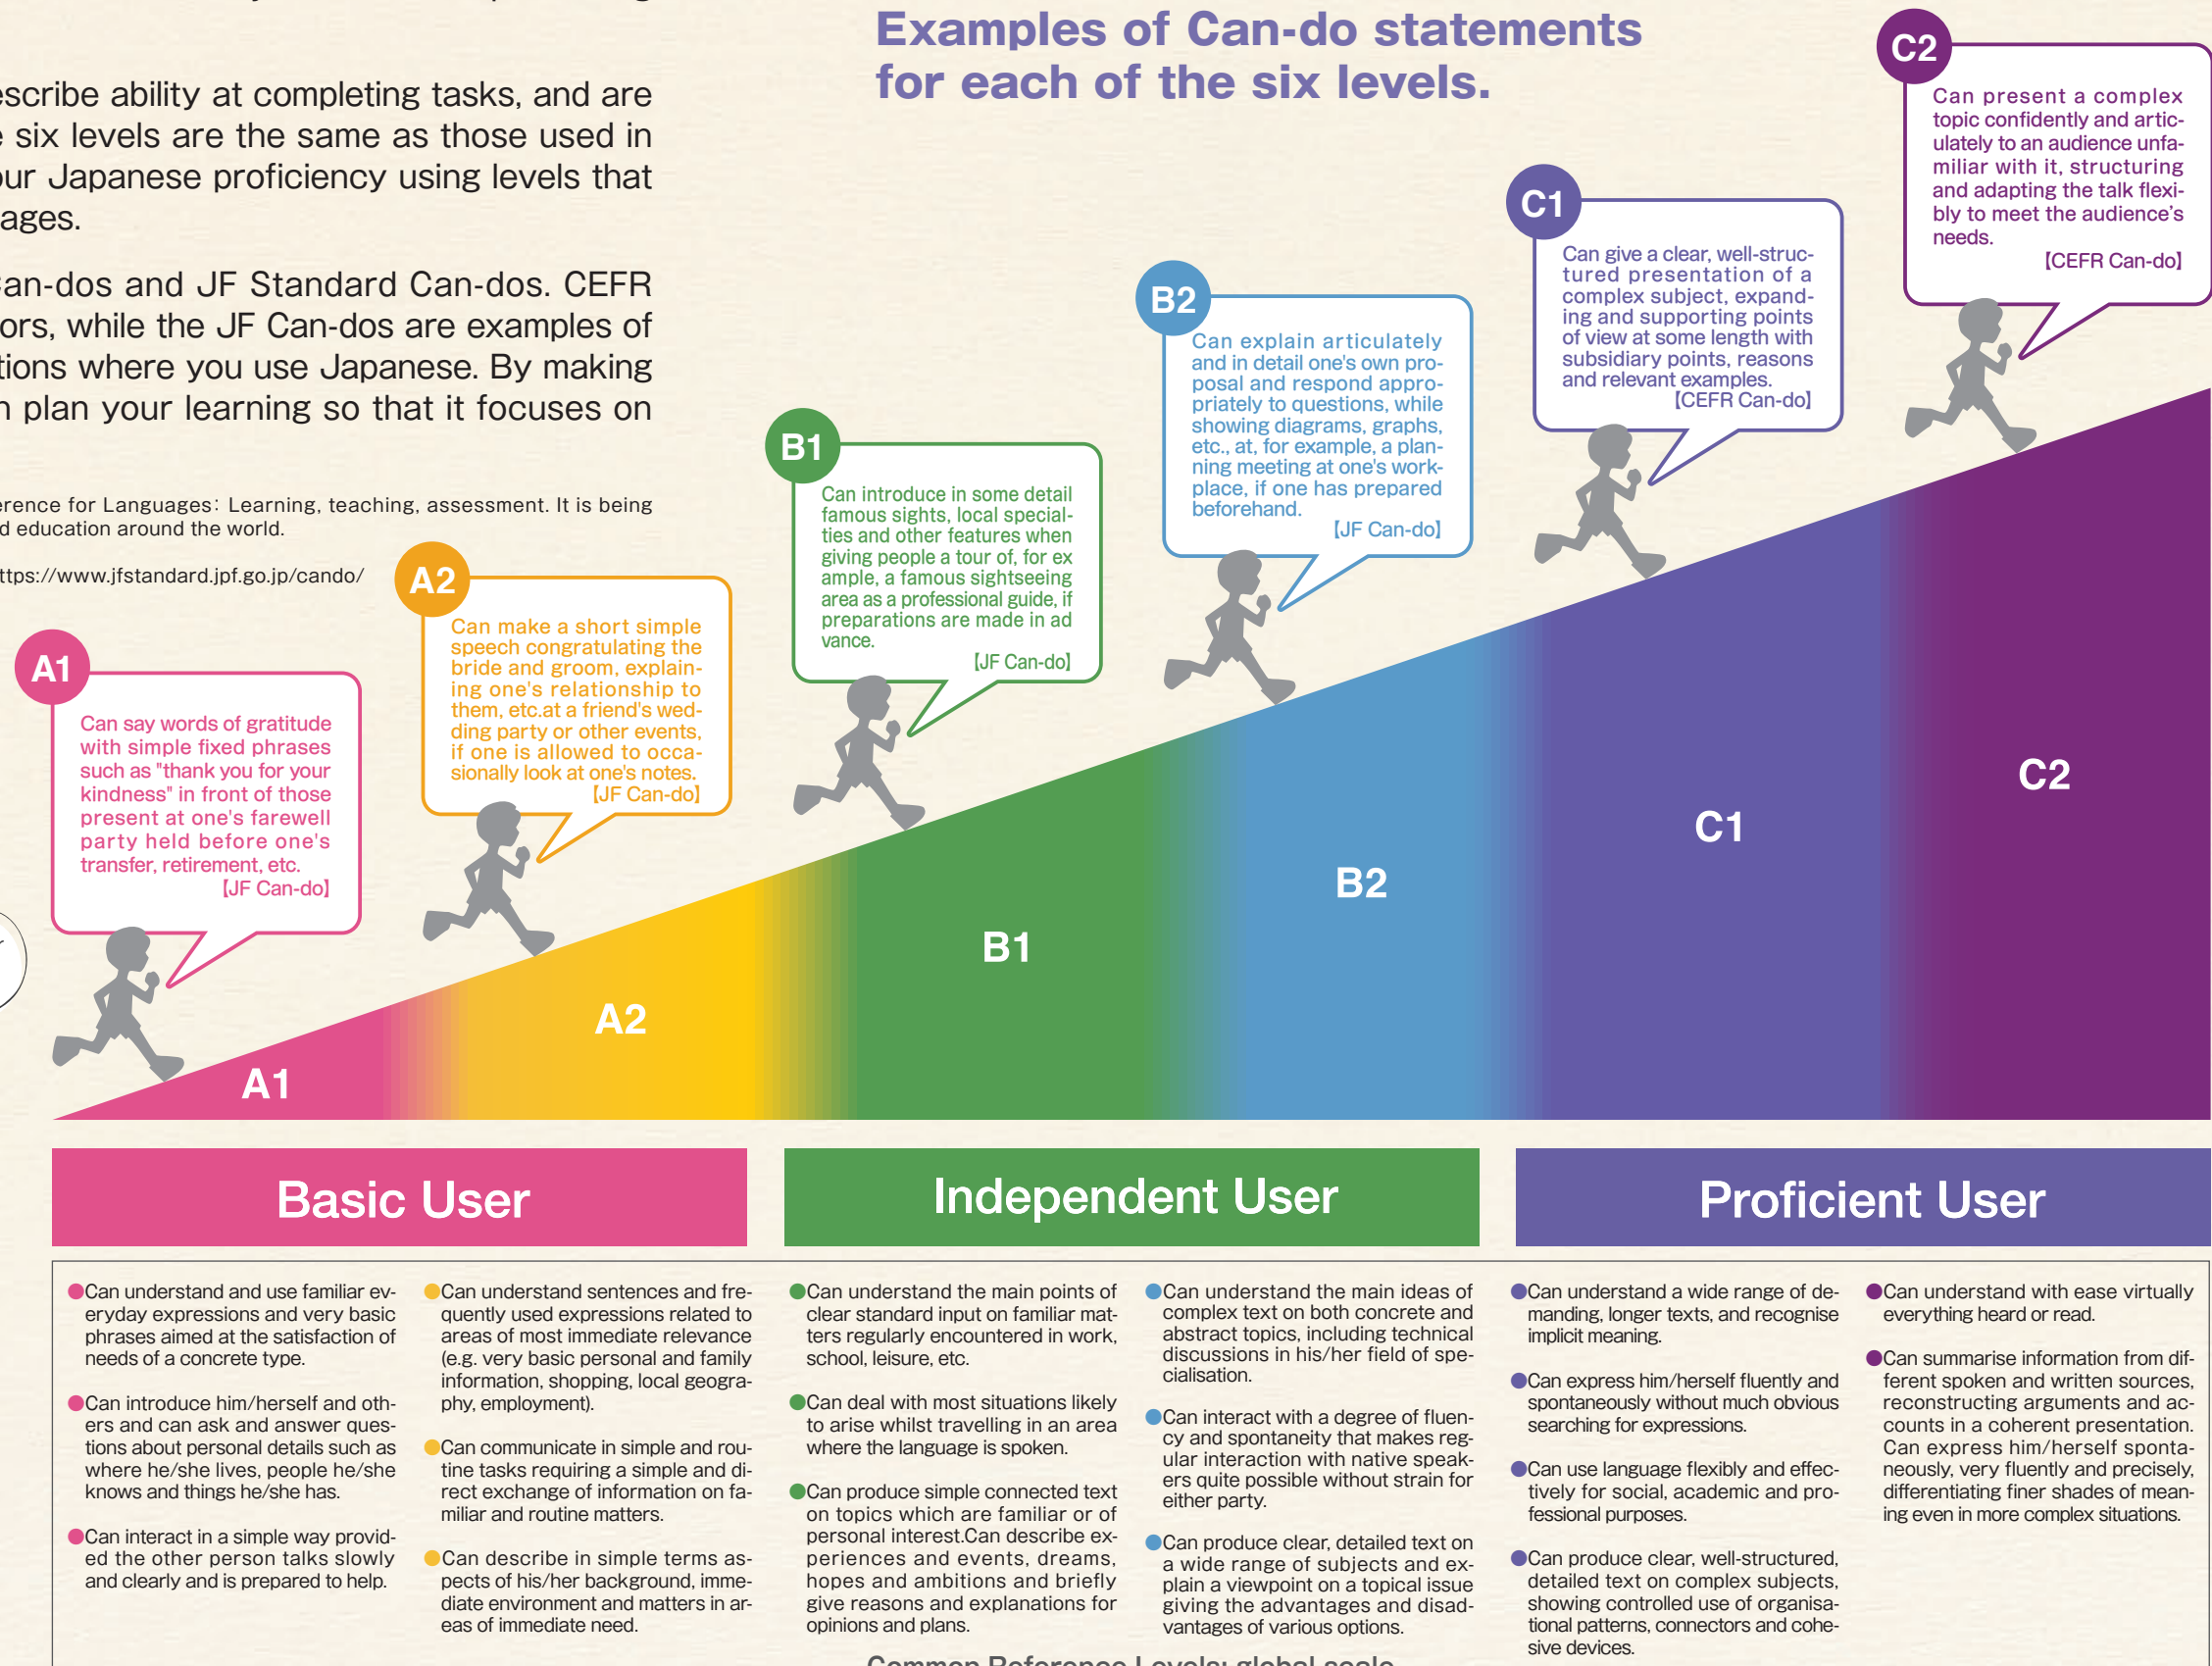 escribe ability at completing tasks, and are
e six levels are the same as those used in
our Japanese proficiency using levels that
ages.
Can-dos and JF Standard Can-dos. CEFR
ors, while the JF Can-dos are examples of
tions where you use Japanese. By making
n plan your learning so that it focuses on
erence for Languages: Learning, teaching, assessment. It is being
d education around the world.
ttps://www.jfstandard.jpf.go.jp/cando/
Examples of Can-do statements
for each of the six levels.
A1
Can say words of gratitude
with simple fixed phrases
such as "thank you for your
kindness" in front of those
present at one's farewell
party held before one's
transfer, retirement, etc.
【JF Can-do】
A2
Can make a short simple
speech congratulating the
bride and groom, explain-
ing one's relationship to
them, etc.at a friend's wed-
ding party or other events,
if one is allowed to occa-
sionally look at one's notes.
【JF Can-do】
B1
Can introduce in some detail
famous sights, local special-
ties and other features when
giving people a tour of, for ex
ample, a famous sightseeing
area as a professional guide, if
preparations are made in ad
vance.
【JF Can-do】
B2
Can explain articulately
and in detail one's own pro-
posal and respond appro-
priately to questions, while
showing diagrams, graphs,
etc., at, for example, a plan-
ning meeting at one's work-
place, if one has prepared
beforehand.
【JF Can-do】
C1
Can give a clear, well-struc-
tured presentation of a
complex subject, expand-
ing and supporting points
of view at some length with
subsidiary points, reasons
and relevant examples.
【CEFR Can-do】
C2
Can present a complex
topic confidently and artic-
ulately to an audience unfa-
miliar with it, structuring
and adapting the talk flexi-
bly to meet the audience's
needs.
【CEFR Can-do】
A1
A2
B1
B2
C1
C2
Basic User
Independent User
Proficient User
●Can understand and use familiar ev-
eryday expressions and very basic
phrases aimed at the satisfaction of
needs of a concrete type.
●Can introduce him/herself and oth-
ers and can ask and answer ques-
tions about personal details such as
where he/she lives, people he/she
knows and things he/she has.
●Can interact in a simple way provid-
ed the other person talks slowly
and clearly and is prepared to help.
●Can understand sentences and fre-
quently used expressions related to
areas of most immediate relevance
(e.g. very basic personal and family
information, shopping, local geogra-
phy, employment).
●Can communicate in simple and rou-
tine tasks requiring a simple and di-
rect exchange of information on fa-
miliar and routine matters.
●Can describe in simple terms as-
pects of his/her background, imme-
diate environment and matters in ar-
eas of immediate need.
●Can understand the main points of
clear standard input on familiar mat-
ters regularly encountered in work,
school, leisure, etc.
●Can deal with most situations likely
to arise whilst travelling in an area
where the language is spoken.
●Can produce simple connected text
on topics which are familiar or of
personal interest.Can describe ex-
periences and events, dreams,
hopes and ambitions and briefly
give reasons and explanations for
opinions and plans.
●Can understand the main ideas of
complex text on both concrete and
abstract topics, including technical
discussions in his/her field of spe-
cialisation.
●Can interact with a degree of fluen-
cy and spontaneity that makes reg-
ular interaction with native speak-
ers quite possible without strain for
either party.
●Can produce clear, detailed text on
a wide range of subjects and ex-
plain a viewpoint on a topical issue
giving the advantages and disad-
vantages of various options.
●Can understand a wide range of de-
manding, longer texts, and recognise
implicit meaning.
●Can express him/herself fluently and
spontaneously without much obvious
searching for expressions.
●Can use language flexibly and effec-
tively for social, academic and pro-
fessional purposes.
●Can produce clear, well-structured,
detailed text on complex subjects,
showing controlled use of organisa-
tional patterns, connectors and cohe-
sive devices.
●Can understand with ease virtually
everything heard or read.
●Can summarise information from dif-
ferent spoken and written sources,
reconstructing arguments and ac-
counts in a coherent presentation.
Can express him/herself sponta-
neously, very fluently and precisely,
differentiating finer shades of mean-
ing even in more complex situations.
Common Reference Levels: global scale